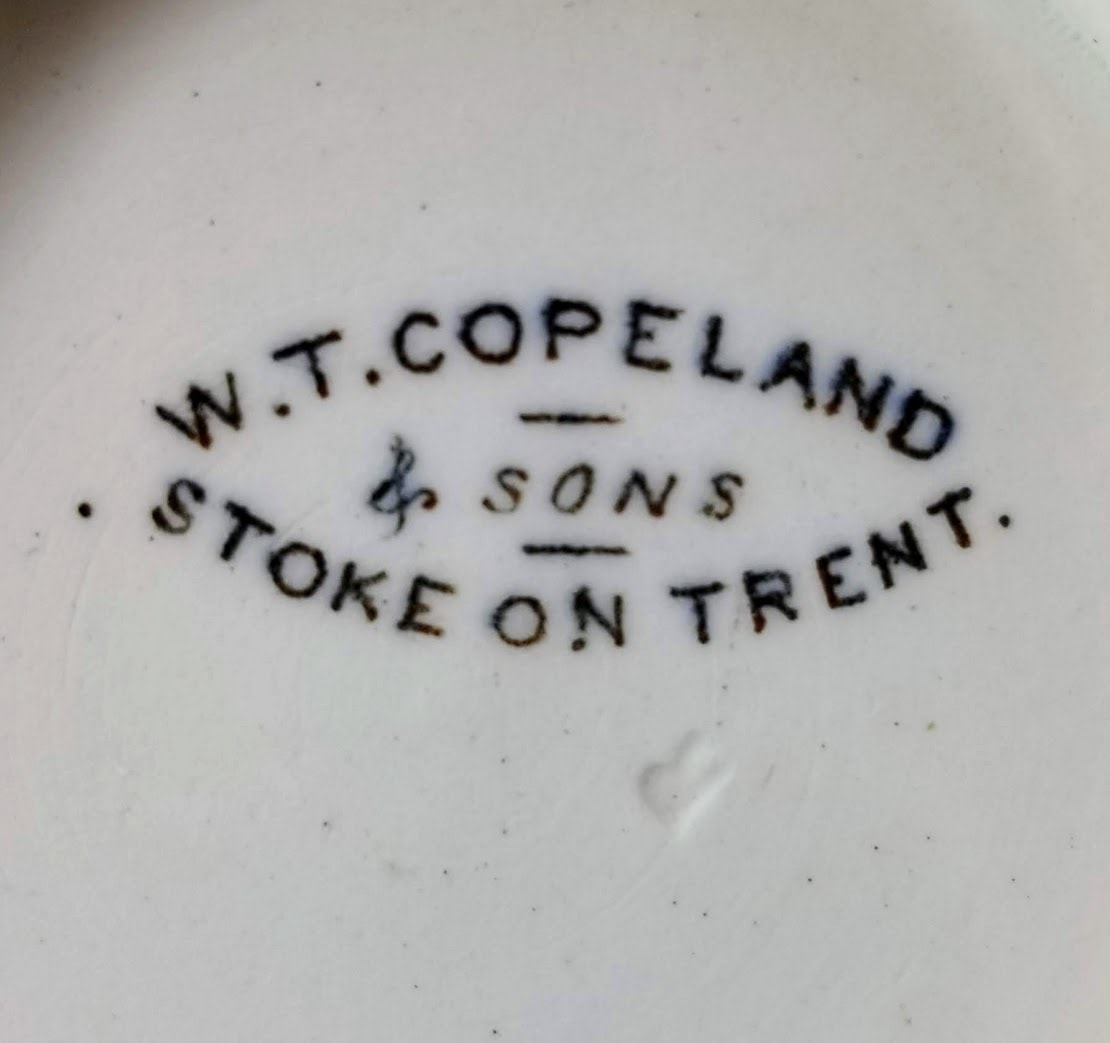 W.T.COPELAND
& SONS
. STOKE ON TRENT.